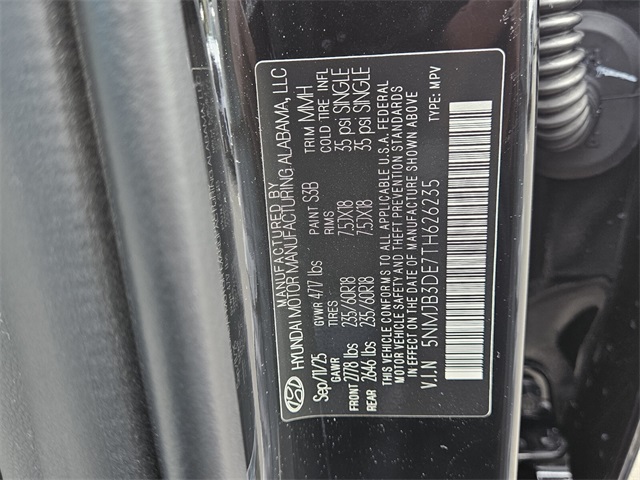 MANUFACTURED BY
HYUNDAI MOTOR MANUFACTURING ALABAMA, LLC
Sep/11/25 GVWR 4717 lbs PAINT S3B TRIM MMH
GAWR TIRES RIMS COLD TIRE INFL
FRONT 2778 lbs 235/60R18 7.5JX18 35 psi SINGLE
REAR 2646 lbs 235/60R18 7.5JX18 35 psi SINGLE
THIS VEHICLE CONFORMS TO ALL APPLICABLE U.S.A. FEDERAL
MOTOR VEHICLE SAFETY AND THEFT PREVENTION STANDARDS
IN EFFECT ON THE DATE OF MANUFACTURE SHOWN ABOVE
V.I.N 5NMJB3DE7TH626235 TYPE: MPV